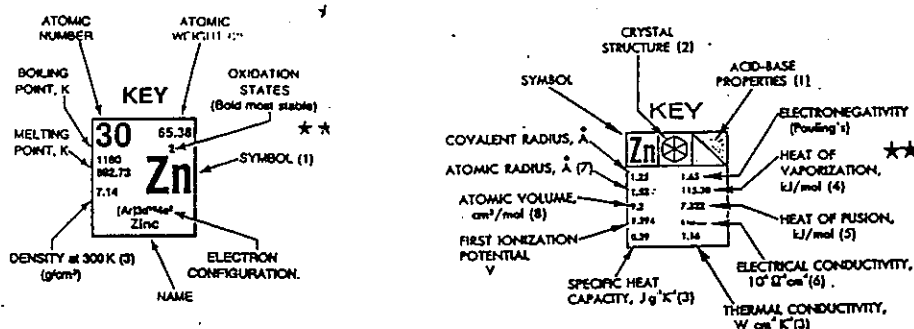 ATOMIC
NUMBER
ATOMIC
WEIGHT
BOILING
POINT, K
KEY
OXIDATION
STATES
(Bold most stable)
MELTING
POINT, K
30
65.38
2
1180
692.73
7.14
Zn
SYMBOL (1)
Zinc
DENSITY at 300 K (3)
(g/cm³)
ELECTRON
CONFIGURATION.
NAME
CRYSTAL
STRUCTURE (2)
SYMBOL
ACID-BASE
PROPERTIES (1)
KEY
ELECTRONEGATIVITY
(Pauling's)
COVALENT RADIUS, Å
Zn
HEAT OF
VAPORIZATION,
kJ/mol (4)
ATOMIC RADIUS, Å (7)
1.25 1.65
1.53 115.30
ATOMIC VOLUME,
cm³/mol (8)
9.2 7.322
HEAT OF FUSION,
kJ/mol (5)
FIRST IONIZATION
POTENTIAL
V
9.394
0.39 1.16
ELECTRICAL CONDUCTIVITY,
SPECIFIC HEAT
CAPACITY, J g⁻¹K⁻¹(3)
THERMAL CONDUCTIVITY,
W cm⁻¹K⁻¹(3)